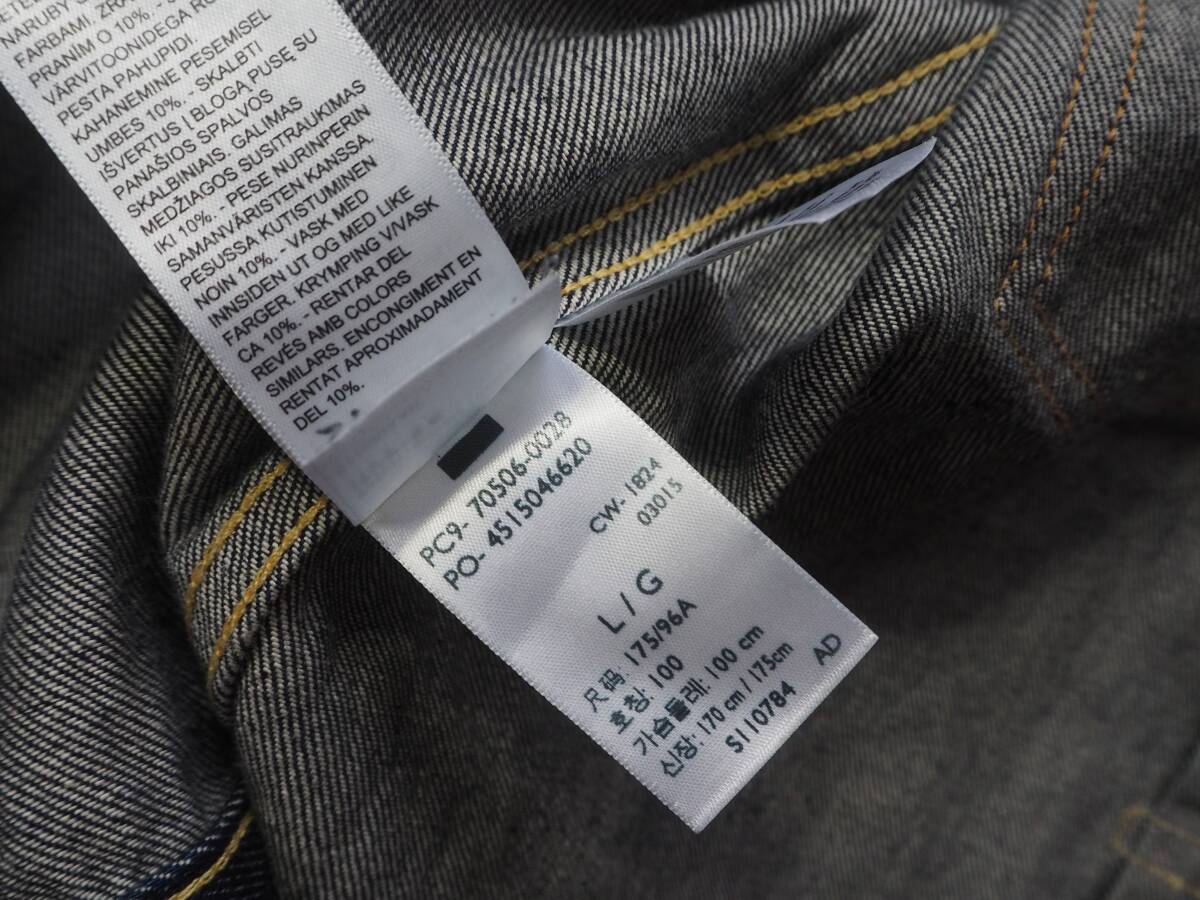 NARUBY
FARBAMI. ZRA
PRANÍM O 10%. -
VÄRVITOONIDEGA
PESTA PAHUPIDI.
KAHANEMINE PESEMISEL
UMBES 10%. - SKALBTI
IŠVERTUS Į BLOGĄ PUSĘ SU
PANAŠIOS SPALVOS
SKALBINIAIS. GALIMAS
MEDŽIAGOS SUSITRAUKIMAS
IKI 10%. - PESE NURINPERIN
SAMANVÄRISTEN KANSSA.
PESUSSA KUTISTUMINEN
NOIN 10%. - VASK MED
INNSIDEN UT OG MED LIKE
FARGER. KRYMPING V/VASK
CA 10%. - RENTAR DEL
REVÉS AMB COLORS
SIMILARS. ENCONGIMENT EN
RENTAT APROXIMADAMENT
DEL 10%.
PC9- 70506-0028
PO- 4515046620
CW- 1824
03015
L / G
尺码: 175/96A
호칭: 100
가슴둘레: 100 cm
신장: 170 cm / 175cm
S110784 AD